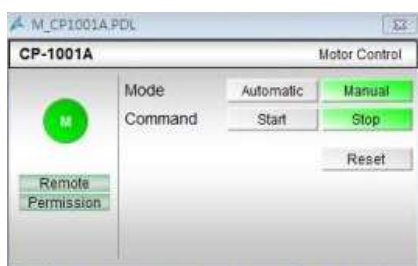 M_CP1001A.PDL
CP-1001A Motor Control
Mode Automatic Manual
M
Command Start Stop
Reset
Remote
Permission